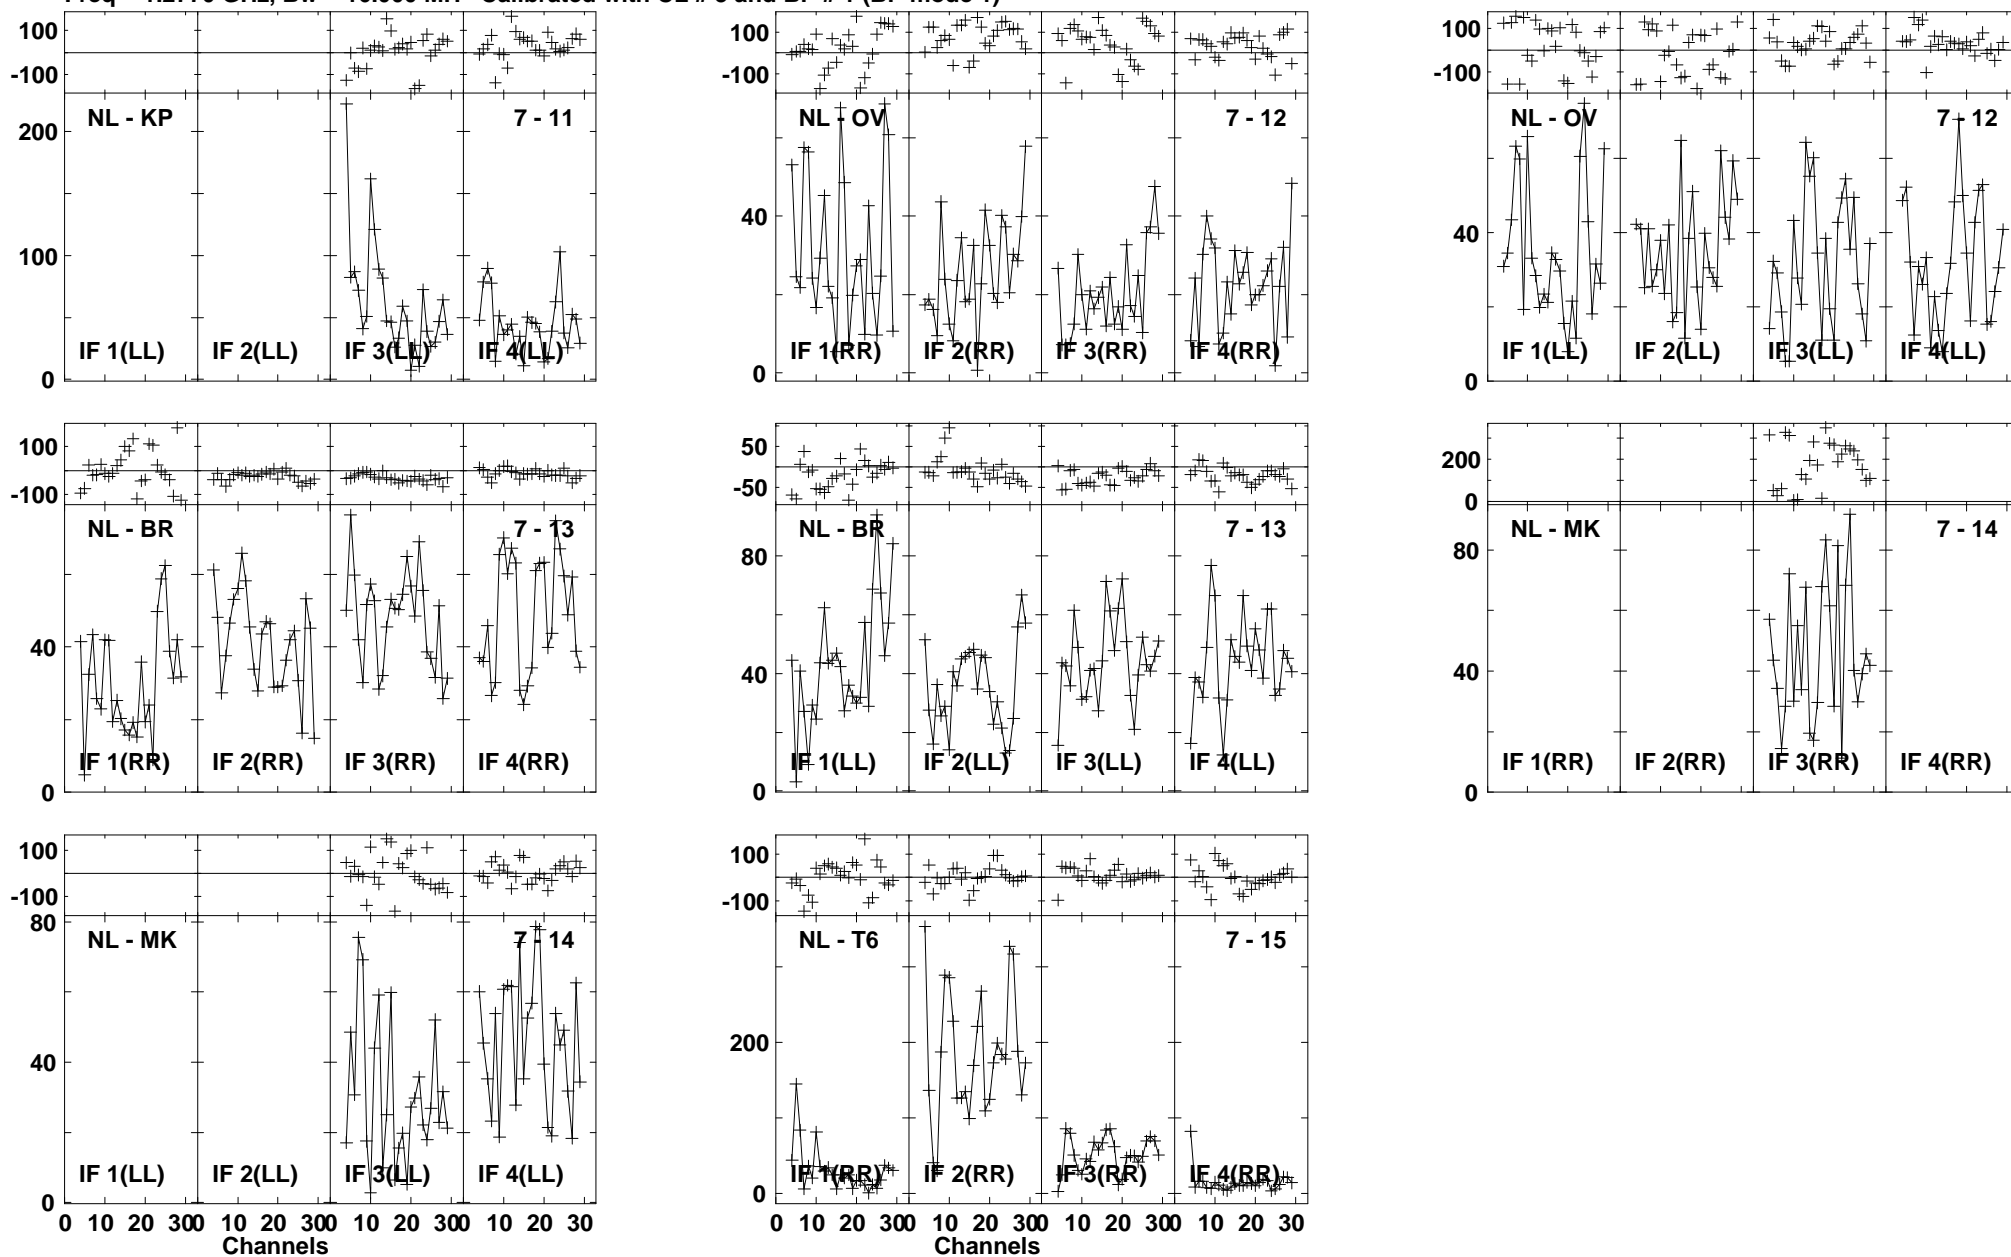 100
-100
NL - KP
7 - 11
200
100
0
IF 1(LL) IF 2(LL) IF 3(LL) IF 4(LL)
100
-100
NL - OV
7 - 12
40
0
IF 1(RR) IF 2(RR) IF 3(RR) IF 4(RR)
100
-100
NL - OV
7 - 12
40
0
IF 1(LL) IF 2(LL) IF 3(LL) IF 4(LL)
100
-100
NL - BR
7 - 13
40
0
IF 1(RR) IF 2(RR) IF 3(RR) IF 4(RR)
50
-50
NL - BR
7 - 13
80
40
0
IF 1(LL) IF 2(LL) IF 3(LL) IF 4(LL)
200
0
NL - MK
7 - 14
80
40
0
IF 1(RR) IF 2(RR) IF 3(RR) IF 4(RR)
100
-100
80
NL - MK
7 - 14
40
0
IF 1(LL) IF 2(LL) IF 3(LL) IF 4(LL)
0 10 20 30 0 10 20 30 0 10 20 30 0 10 20 30
Channels
100
-100
NL - T6
7 - 15
200
0
IF 1(RR) IF 2(RR) IF 3(RR) IF 4(RR)
0 10 20 30 0 10 20 30 0 10 20 30 0 10 20 30
Channels